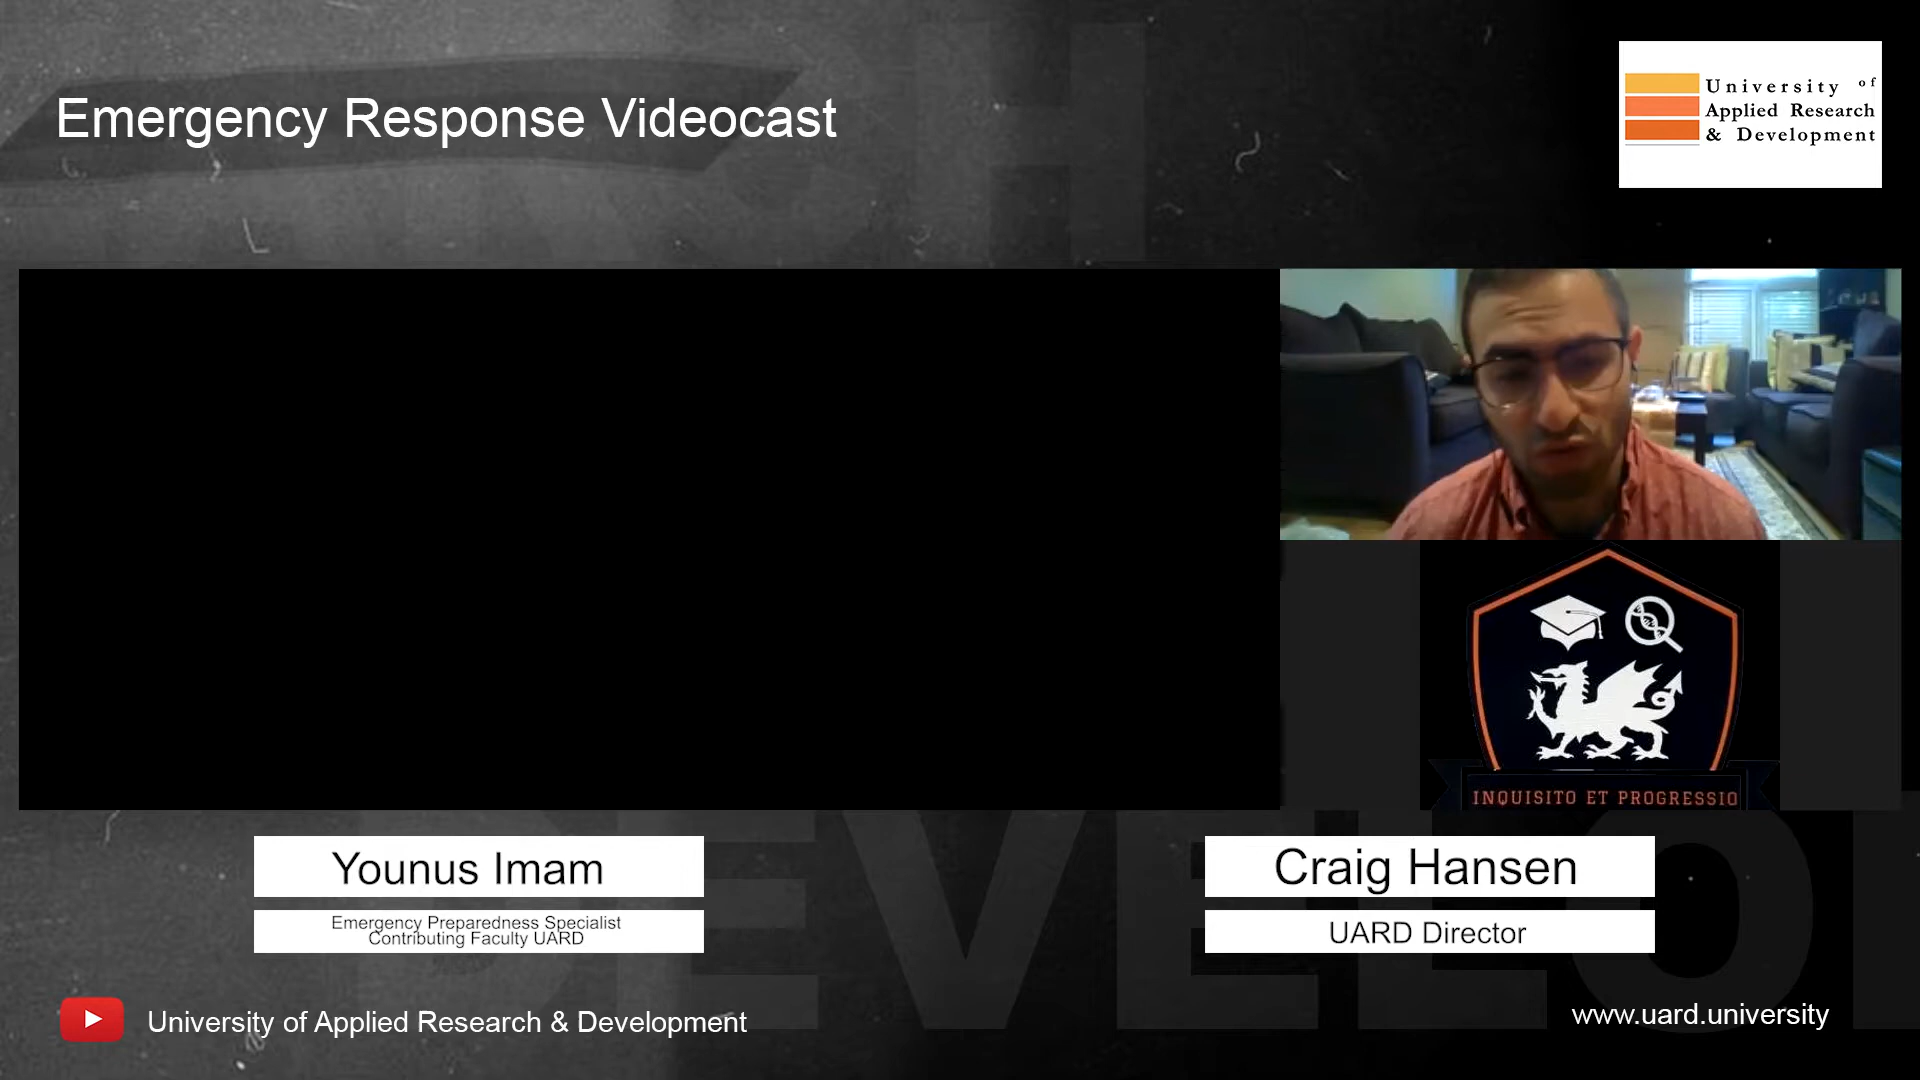 Emergency Response Videocast
University of
Applied Research
& Development
INQUISITO ET PROGRESSIO
Younus Imam
Emergency Preparedness Specialist
Contributing Faculty UARD
Craig Hansen
UARD Director
University of Applied Research & Development
www.uard.university